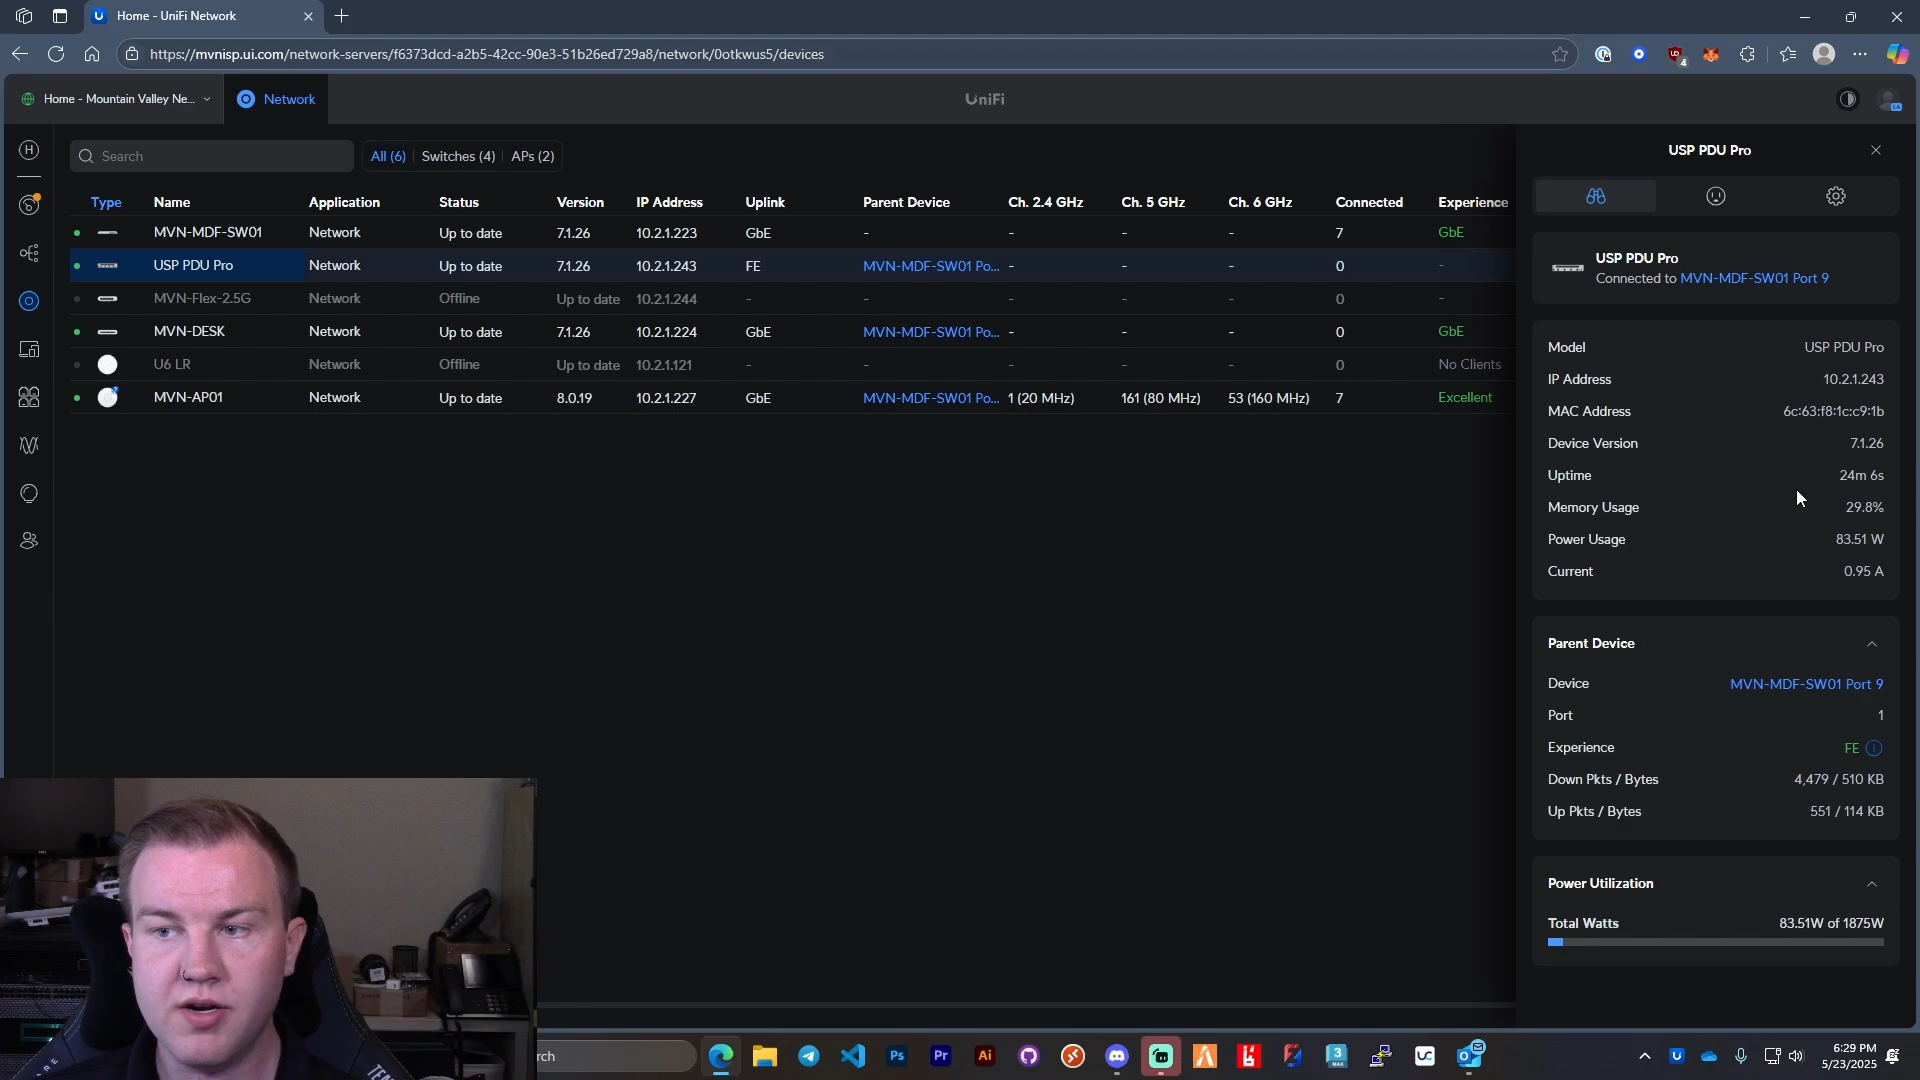 Home - UniFi Network
https://mvnisp.ui.com/network-servers/f6373dcd-a2b5-42cc-90e3-51b26ed729a8/network/0otkwus5/devices
4
Home - Mountain Valley Ne...
Network
UniFi
H
Search
All (6)
Switches (4)
APs (2)
Type Name Application Status Version IP Address Uplink Parent Device Ch. 2.4 GHz Ch. 5 GHz Ch. 6 GHz Connected Experience
MVN-MDF-SW01 Network Up to date 7.1.26 10.2.1.223 GbE - - - - 7 GbE
USP PDU Pro Network Up to date 7.1.26 10.2.1.243 FE MVN-MDF-SW01 Po... - - - 0 -
MVN-Flex-2.5G Network Offline Up to date 10.2.1.244 - - - - - 0 -
MVN-DESK Network Up to date 7.1.26 10.2.1.224 GbE MVN-MDF-SW01 Po... - - - 0 GbE
U6 LR Network Offline Up to date 10.2.1.121 - - - - - 0 No Clients
MVN-AP01 Network Up to date 8.0.19 10.2.1.227 GbE MVN-MDF-SW01 Po... 1 (20 MHz) 161 (80 MHz) 53 (160 MHz) 7 Excellent
USP PDU Pro
USP PDU Pro
Connected to MVN-MDF-SW01 Port 9
Model USP PDU Pro
IP Address 10.2.1.243
MAC Address 6c:63:f8:1c:c9:1b
Device Version 7.1.26
Uptime 24m 6s
Memory Usage 29.8%
Power Usage 83.51 W
Current 0.95 A
Parent Device
Device MVN-MDF-SW01 Port 9
Port 1
Experience FE
Down Pkts / Bytes 4,479 / 510 KB
Up Pkts / Bytes 551 / 114 KB
Power Utilization
Total Watts 83.51W of 1875W
rch
Ps
Pr
Ai
6:29 PM
5/23/2025